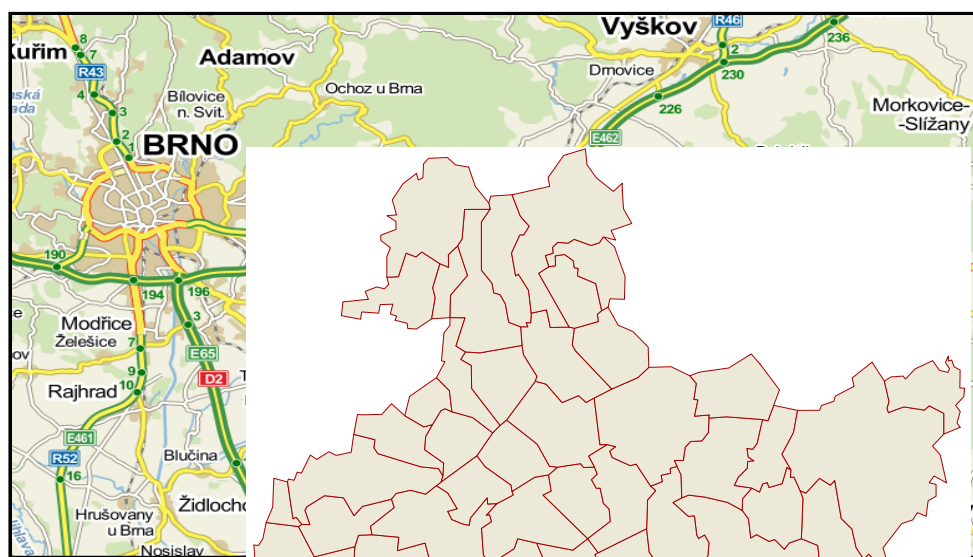 Kuřim
8
7
R43
4
3
2
1
Adamov
Bílovice
n. Svit.
Ochoz u Brna
BRNO
Vyškov
R46
2
236
Drnovice
230
226
E462
Morkovice-
-Slížany
190
194
196
Modřice
3
Želešice
7
E65
D2
9
10
Rajhrad
E461
R52
16
Blučina
Židlocho
Hrušovany
u Brna
Nosislav